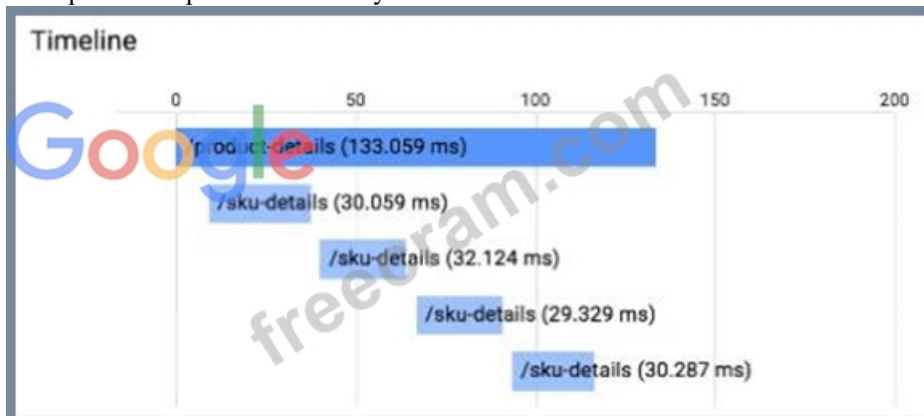 Timeline
0 50 100 150 200
/product-details (133.059 ms)
Google
/sku-details (30.059 ms)
/sku-details (32.124 ms)
/sku-details (29.329 ms)
/sku-details (30.287 ms)
freecram.com